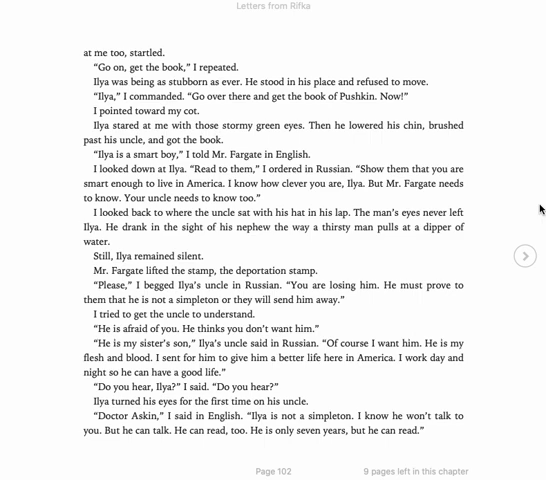 Letters from Rifka
at me too, startled.
“Go on, get the book,” I repeated.
Ilya was being as stubborn as ever. He stood in his place and refused to move.
“Ilya,” I commanded. “Go over there and get the book of Pushkin. Now!”
I pointed toward my cot.
Ilya stared at me with those stormy green eyes. Then he lowered his chin, brushed
past his uncle, and got the book.
“Ilya is a smart boy,” I told Mr. Fargate in English.
I looked down at Ilya. “Read to them,” I ordered in Russian. “Show them that you are
smart enough to live in America. I know how clever you are, Ilya. But Mr. Fargate needs
to know. Your uncle needs to know too.”
I looked back to where the uncle sat with his hat in his lap. The man’s eyes never left
Ilya. He drank in the sight of his nephew the way a thirsty man pulls at a dipper of
water.
Still, Ilya remained silent.
Mr. Fargate lifted the stamp, the deportation stamp.
“Please,” I begged Ilya’s uncle in Russian. “You are losing him. He must prove to
them that he is not a simpleton or they will send him away.”
I tried to get the uncle to understand.
“He is afraid of you. He thinks you don’t want him.”
“He is my sister’s son,” Ilya’s uncle said in Russian. “Of course I want him. He is my
flesh and blood. I sent for him to give him a better life here in America. I work day and
night so he can have a good life.”
“Do you hear, Ilya?” I said. “Do you hear?”
Ilya turned his eyes for the first time on his uncle.
“Doctor Askin,” I said in English. “Ilya is not a simpleton. I know he won’t talk to
you. But he can talk. He can read, too. He is only seven years, but he can read.”
Page 102
9 pages left in this chapter